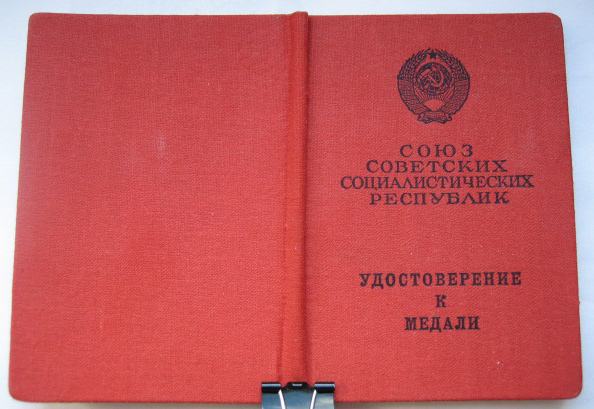 СОЮЗ
СОВЕТСКИХ
СОЦИАЛИСТИЧЕСКИХ
РЕСПУБЛИК
УДОСТОВЕРЕНИЕ
К
МЕДАЛИ